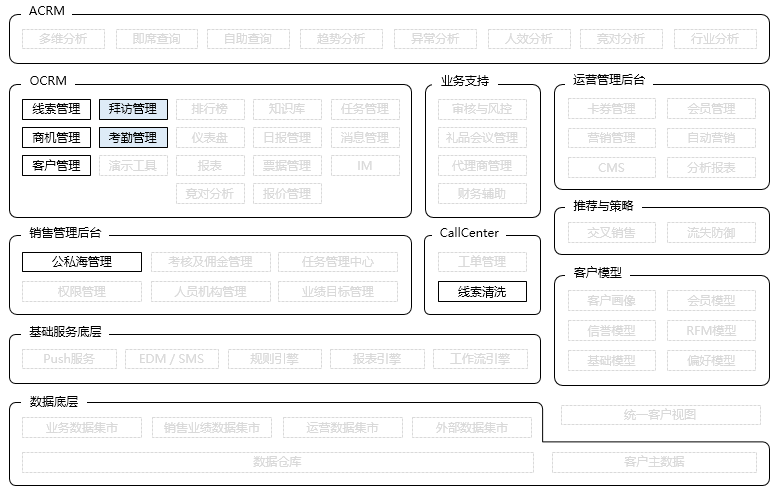 ACRM
多维分析 即席查询 自助查询 趋势分析 异常分析 人效分析 竞对分析 行业分析
OCRM
线索管理 拜访管理 排行榜 知识库 任务管理
商机管理 考勤管理 仪表盘 日报管理 消息管理
客户管理 演示工具 报表 票据管理 IM
竞对分析 报价管理
业务支持
审核与风控
礼品会议管理
代理商管理
财务辅助
运营管理后台
卡券管理 会员管理
营销管理 自动营销
CMS 分析报表
推荐与策略
交叉销售 流失防御
销售管理后台
公私海管理 考核及佣金管理 任务管理中心
权限管理 人员机构管理 业绩目标管理
CallCenter
工单管理
线索清洗
客户模型
客户画像 会员模型
信誉模型 RFM模型
基础模型 偏好模型
基础服务底层
Push服务 EDM / SMS 规则引擎 报表引擎 工作流引擎
数据底层
业务数据集市 销售业绩数据集市 运营数据集市 外部数据集市
统一客户视图
数据仓库 客户主数据